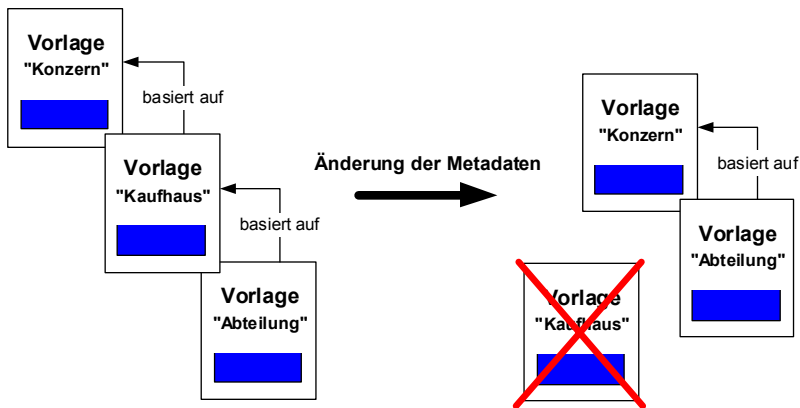 Vorlage
"Konzern"
basiert auf
Vorlage
"Kaufhaus"
basiert auf
Vorlage
"Abteilung"
Änderung der Metadaten
Vorlage
"Konzern"
basiert auf
Vorlage
"Abteilung"
Vorlage
"Kaufhaus"